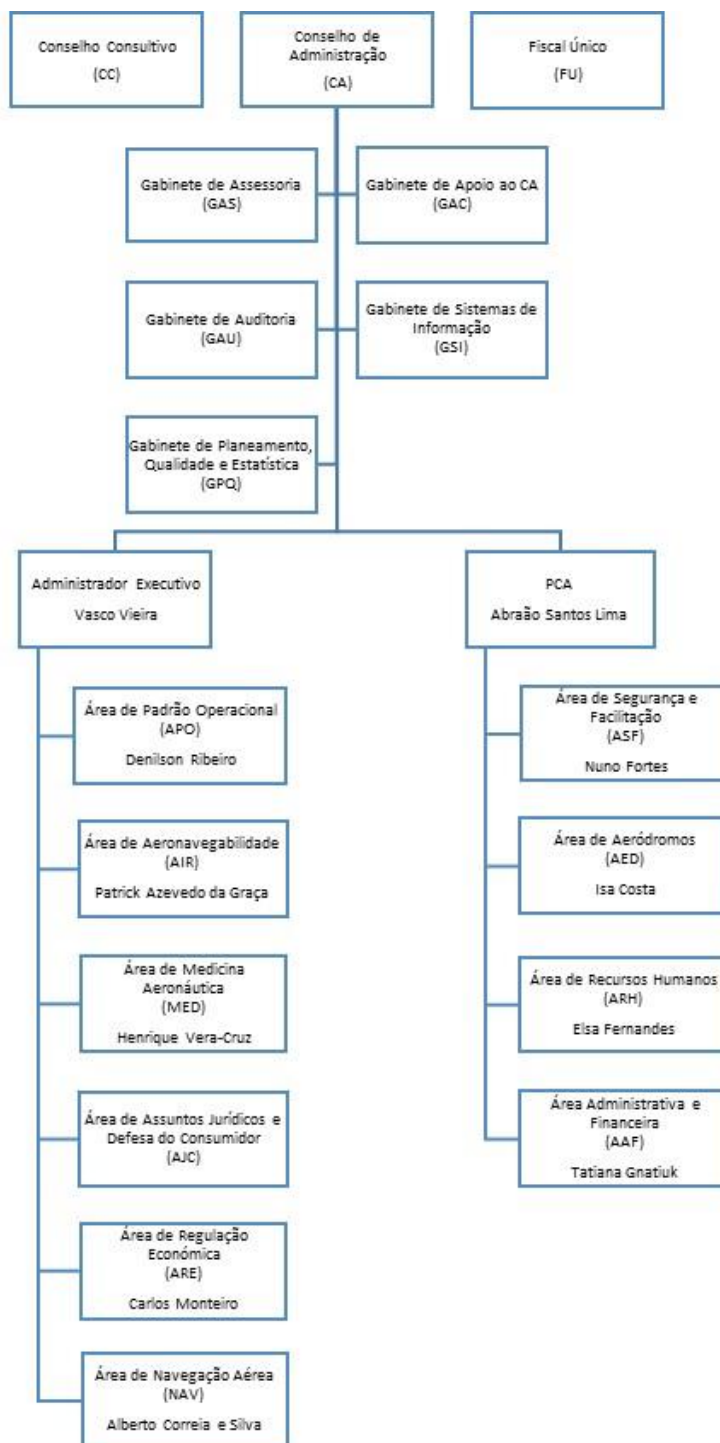 Conselho Consultivo
(CC)
Conselho de
Administração
(CA)
Fiscal Único
(FU)
Gabinete de Assessoria
(GAS)
Gabinete de Apoio ao CA
(GAC)
Gabinete de Auditoria
(GAU)
Gabinete de Sistemas de
Informação
(GSI)
Gabinete de Planeamento,
Qualidade e Estatística
(GPQ)
Administrador Executivo
Vasco Vieira
PCA
Abraão Santos Lima
Área de Padrão Operacional
(APO)
Denilson Ribeiro
Área de Aeronavegabilidade
(AIR)
Patrick Azevedo da Graça
Área de Medicina
Aeronáutica
(MED)
Henrique Vera-Cruz
Área de Assuntos Jurídicos e
Defesa do Consumidor
(AJC)
Área de Regulação
Económica
(ARE)
Carlos Monteiro
Área de Navegação Aérea
(NAV)
Alberto Correia e Silva
Área de Segurança e
Facilitação
(ASF)
Nuno Fortes
Área de Aeródromos
(AED)
Isa Costa
Área de Recursos Humanos
(ARH)
Elsa Fernandes
Área Administrativa e
Financeira
(AAF)
Tatiana Gnatiuk